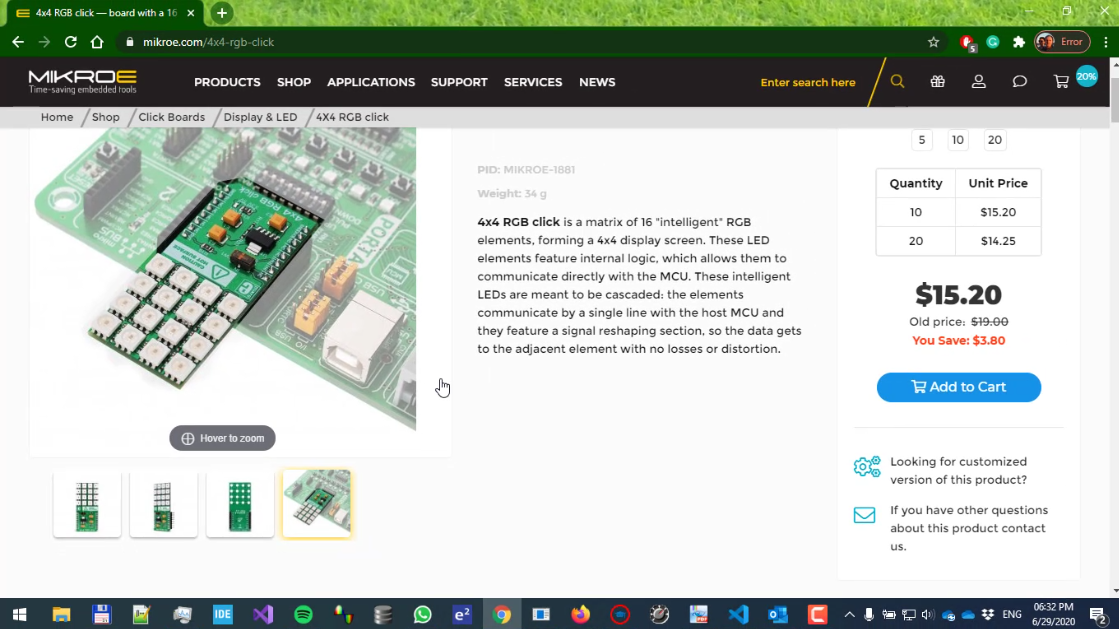 4x4 RGB click — board with a 16
mikroe.com/4x4-rgb-click
5
Error
MIKROE
Time-saving embedded tools
PRODUCTS SHOP APPLICATIONS SUPPORT SERVICES NEWS
Enter search here
20%
Home / Shop / Click Boards / Display & LED / 4X4 RGB click
PID: MIKROE-1881
Weight: 34 g
4x4 RGB click is a matrix of 16 "intelligent" RGB
elements, forming a 4x4 display screen. These LED
elements feature internal logic, which allows them to
communicate directly with the MCU. These intelligent
LEDs are meant to be cascaded: the elements
communicate by a single line with the host MCU and
they feature a signal reshaping section, so the data gets
to the adjacent element with no losses or distortion.
5 10 20
Quantity Unit Price
10 $15.20
20 $14.25
$15.20
Old price: $19.00
You Save: $3.80
Add to Cart
Looking for customized
version of this product?
If you have other questions
about this product contact
us.
4x4 RGB click
PORTA
Hover to zoom
IDE
e²
ENG
06:32 PM
6/29/2020
2